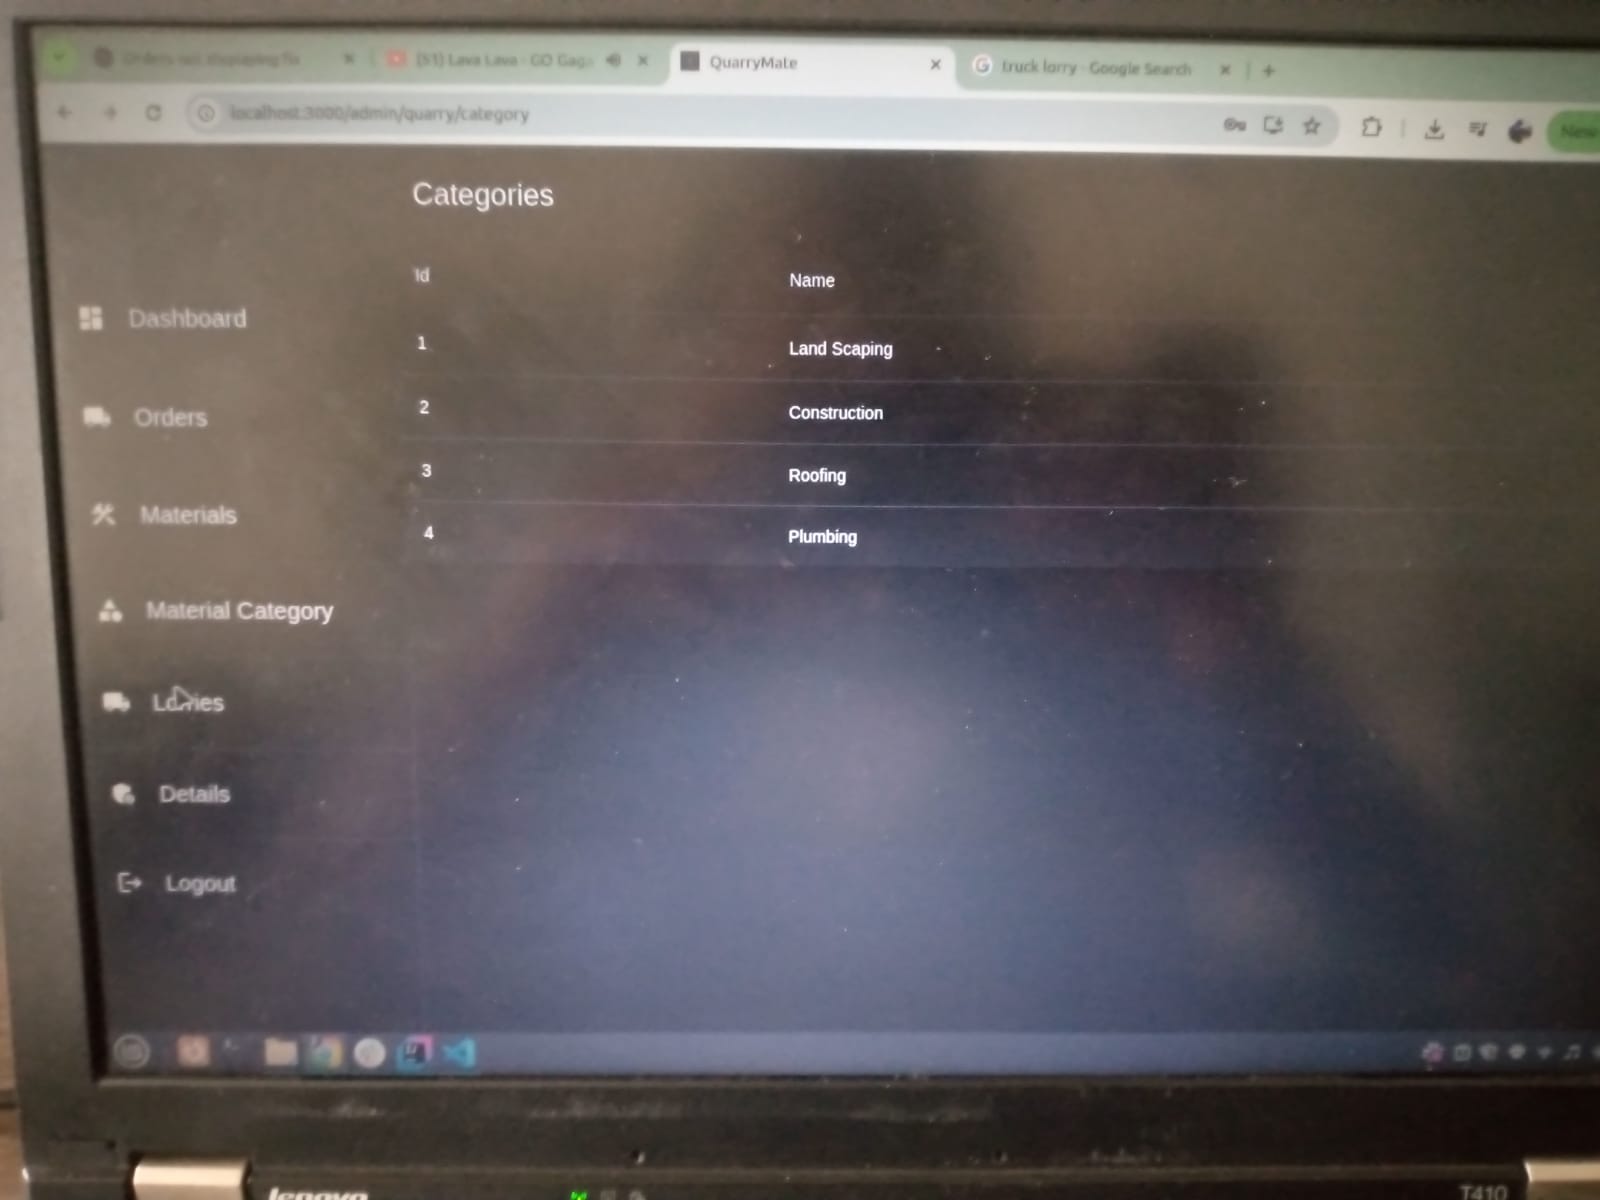 Orders not displaying fix
(51) Lava Lava - GO Gaga
QuarryMate
truck lorry - Google Search
localhost:3000/admin/quarry/category
New
Categories
Id Name
1 Land Scaping
2 Construction
3 Roofing
4 Plumbing
Dashboard
Orders
Materials
Material Category
Lorries
Details
Logout
lenovo
T410